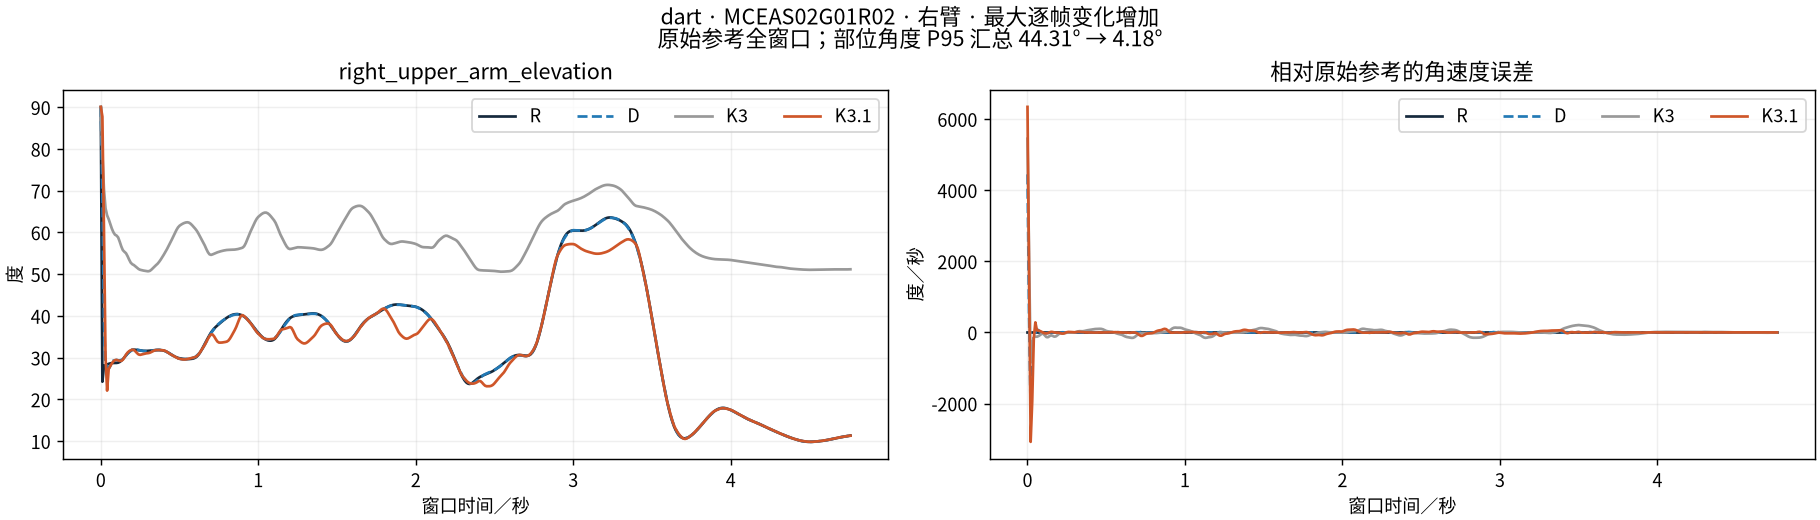 dart · MCEAS02G01R02 · 右臂 · 最大逐帧变化增加
原始参考全窗口；部位角度 P95 汇总 44.31° → 4.18°
right_upper_arm_elevation
R D K3 K3.1
度
90
80
70
60
50
40
30
20
10
0 1 2 3 4
窗口时间／秒
相对原始参考的角速度误差
R D K3 K3.1
度／秒
6000
4000
2000
0
-2000
0 1 2 3 4
窗口时间／秒